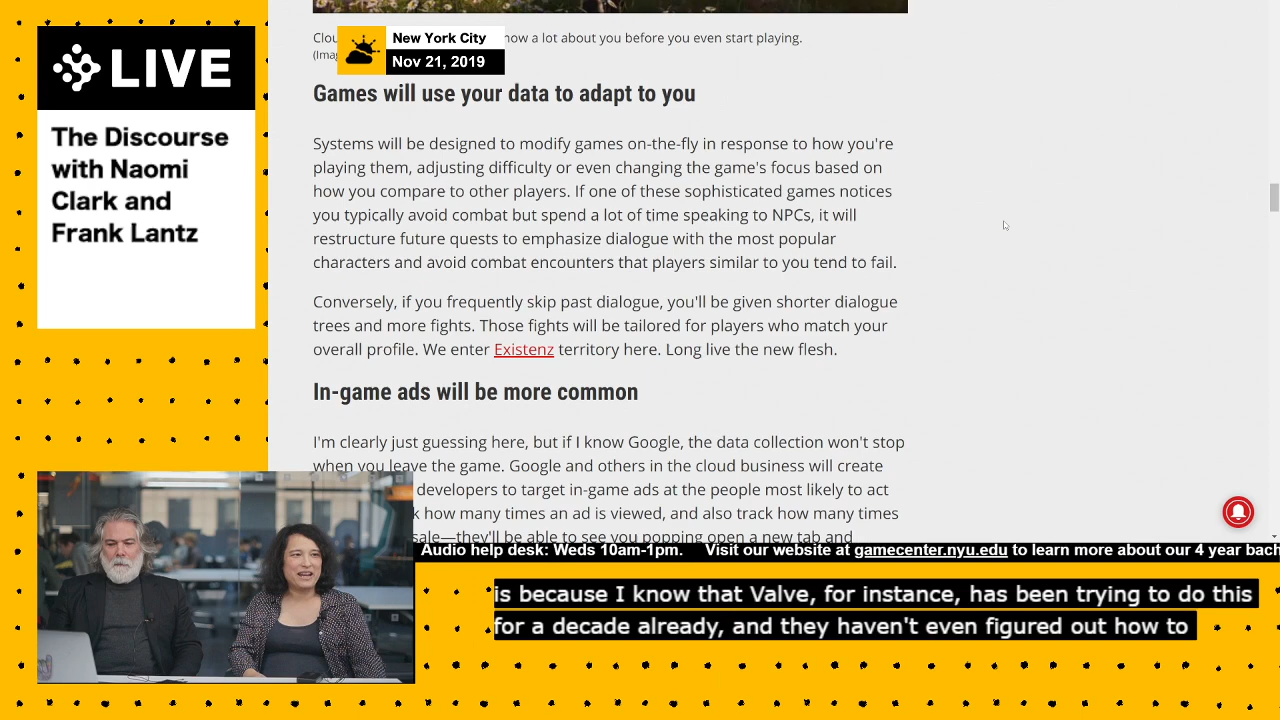 LIVE
The Discourse
with Naomi
Clark and
Frank Lantz
New York City
Nov 21, 2019
Clou
now a lot about you before you even start playing.
(Imag
Games will use your data to adapt to you
Systems will be designed to modify games on-the-fly in response to how you're
playing them, adjusting difficulty or even changing the game's focus based on
how you compare to other players. If one of these sophisticated games notices
you typically avoid combat but spend a lot of time speaking to NPCs, it will
restructure future quests to emphasize dialogue with the most popular
characters and avoid combat encounters that players similar to you tend to fail.
Conversely, if you frequently skip past dialogue, you'll be given shorter dialogue
trees and more fights. Those fights will be tailored for players who match your
overall profile. We enter Existenz territory here. Long live the new flesh.
In-game ads will be more common
I'm clearly just guessing here, but if I know Google, the data collection won't stop
when you leave the game. Google and others in the cloud business will create
developers to target in-game ads at the people most likely to act
k how many times an ad is viewed, and also track how many times
sale—they'll be able to see you popping open a new tab and
Audio help desk: Weds 10am-1pm. Visit our website at gamecenter.nyu.edu to learn more about our 4 year bach
is because I know that Valve, for instance, has been trying to do this
for a decade already, and they haven't even figured out how to